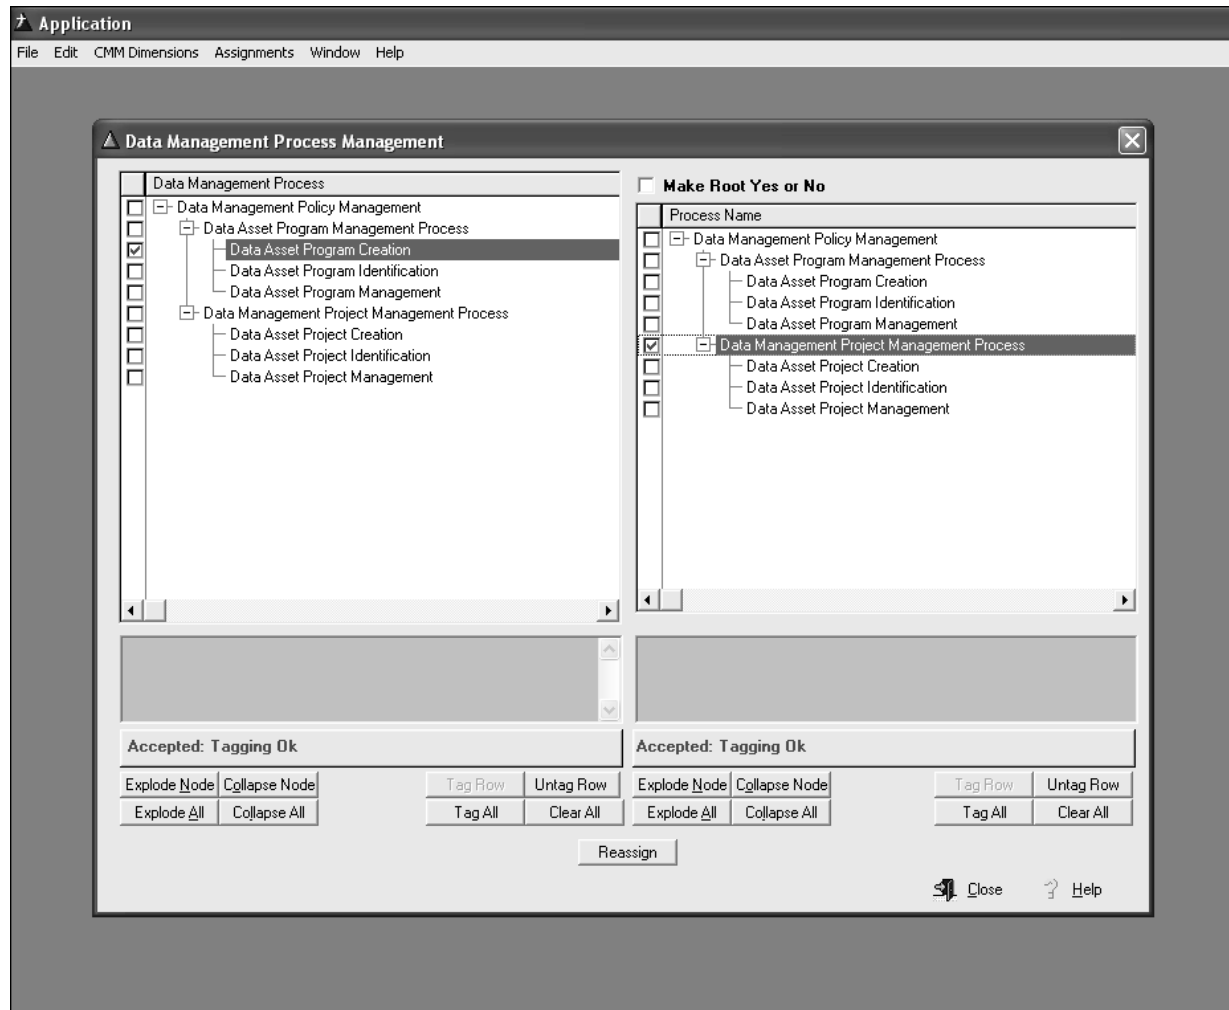 Application
File Edit CMM Dimensions Assignments Window Help
Data Management Process Management
Data Management Process
Data Management Policy Management
Data Asset Program Management Process
Data Asset Program Creation
Data Asset Program Identification
Data Asset Program Management
Data Management Project Management Process
Data Asset Project Creation
Data Asset Project Identification
Data Asset Project Management
Make Root Yes or No
Process Name
Data Management Policy Management
Data Asset Program Management Process
Data Asset Program Creation
Data Asset Program Identification
Data Asset Program Management
Data Management Project Management Process
Data Asset Project Creation
Data Asset Project Identification
Data Asset Project Management
Accepted: Tagging Ok
Explode Node Collapse Node Tag Row Untag Row
Explode All Collapse All Tag All Clear All
Accepted: Tagging Ok
Explode Node Collapse Node Tag Row Untag Row
Explode All Collapse All Tag All Clear All
Reassign
Close Help